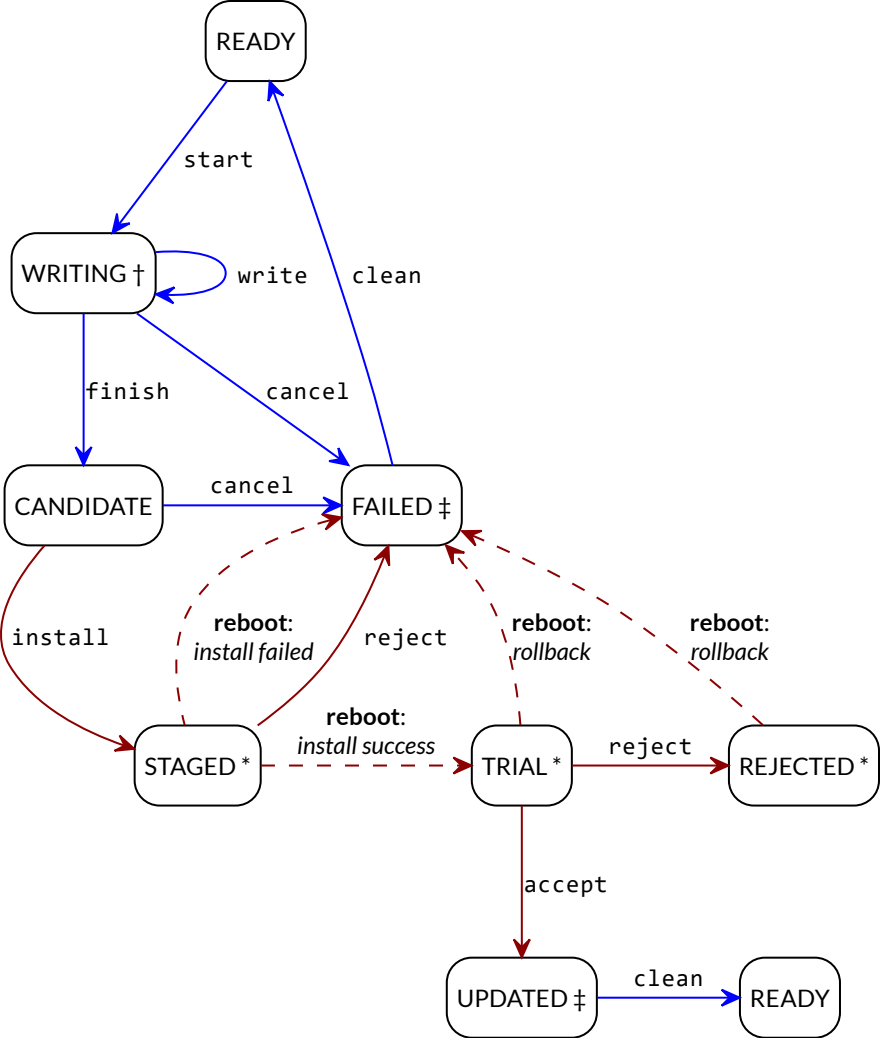 READY
start
WRITING †
write
clean
finish
cancel
CANDIDATE
cancel
FAILED ‡
install
reboot:
install failed
reject
reboot:
rollback
reboot:
rollback
STAGED *
reboot:
install success
TRIAL *
reject
REJECTED *
accept
UPDATED ‡
clean
READY